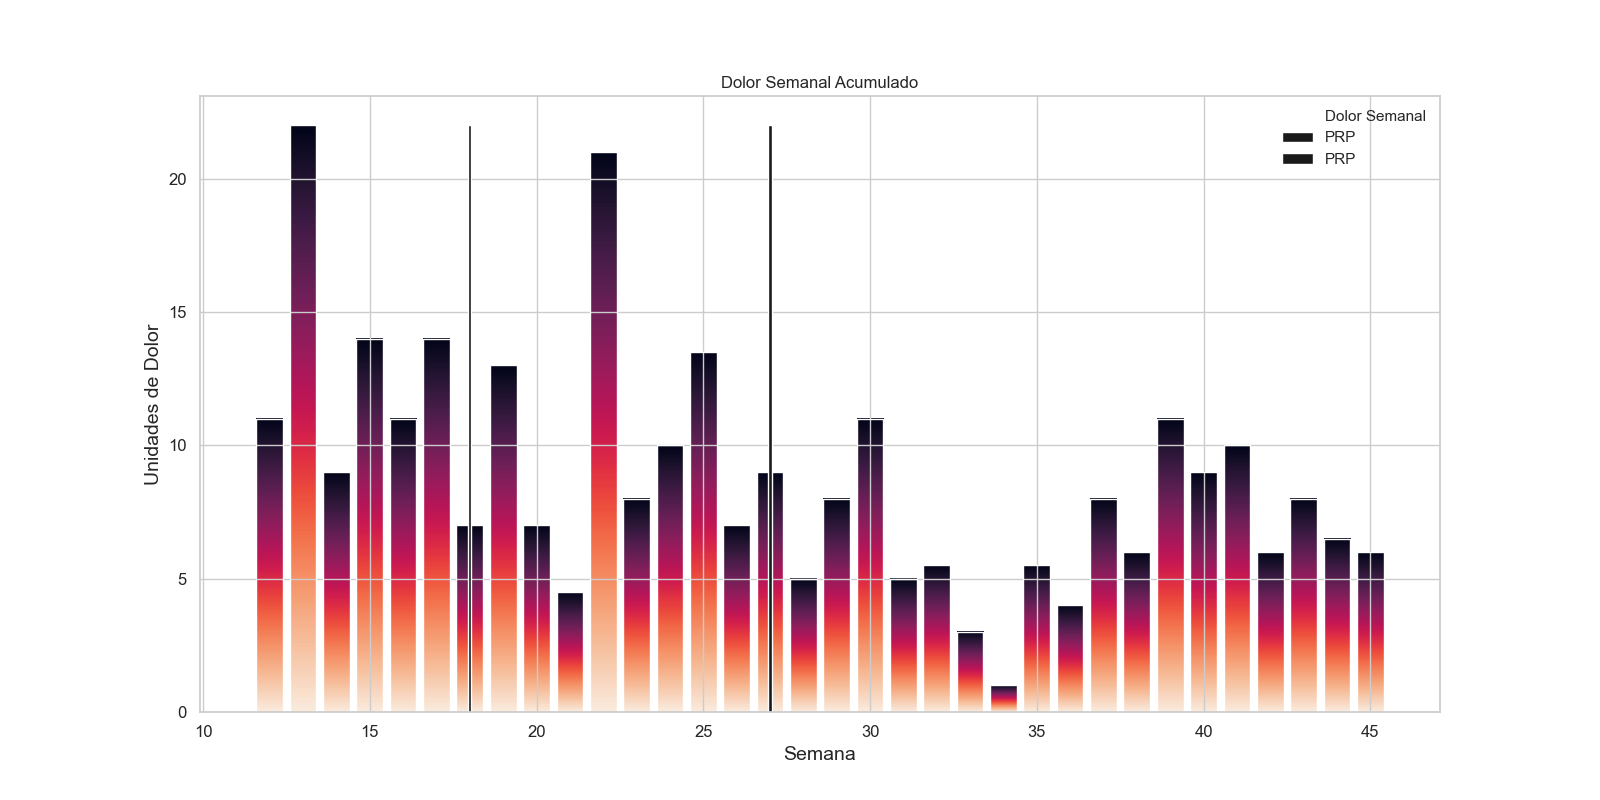 Dolor Semanal Acumulado
Dolor Semanal
PRP
PRP
Unidades de Dolor
20
15
10
5
0
10 15 20 25 30 35 40 45
Semana